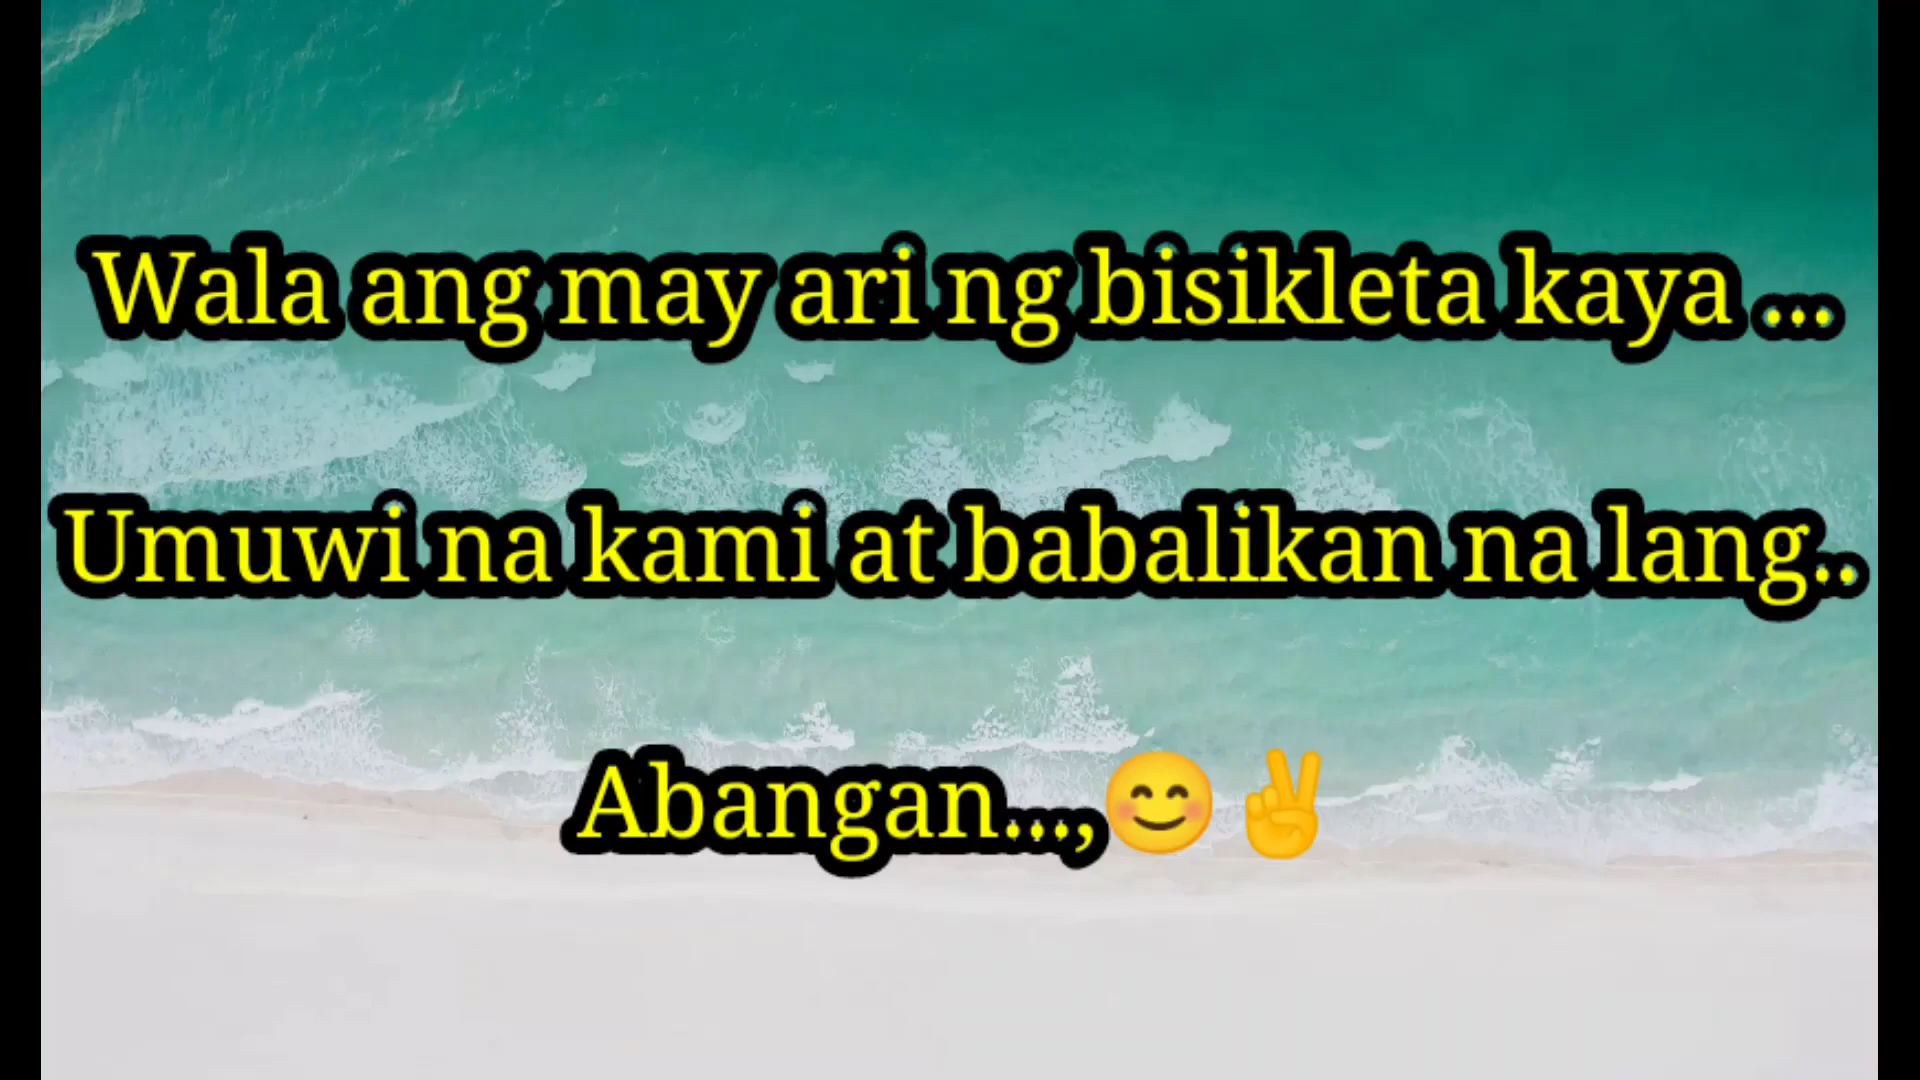 Wala ang may ari ng bisikleta kaya ...
Umuwi na kami at babalikan na lang..
Abangan...,😊✌️